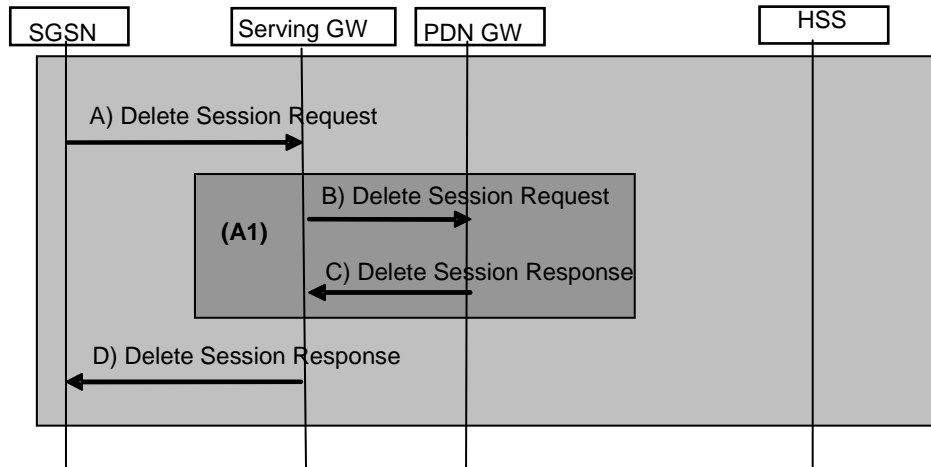 SGSN
Serving GW
PDN GW
HSS
A) Delete Session Request
B) Delete Session Request
(A1)
C) Delete Session Response
D) Delete Session Response